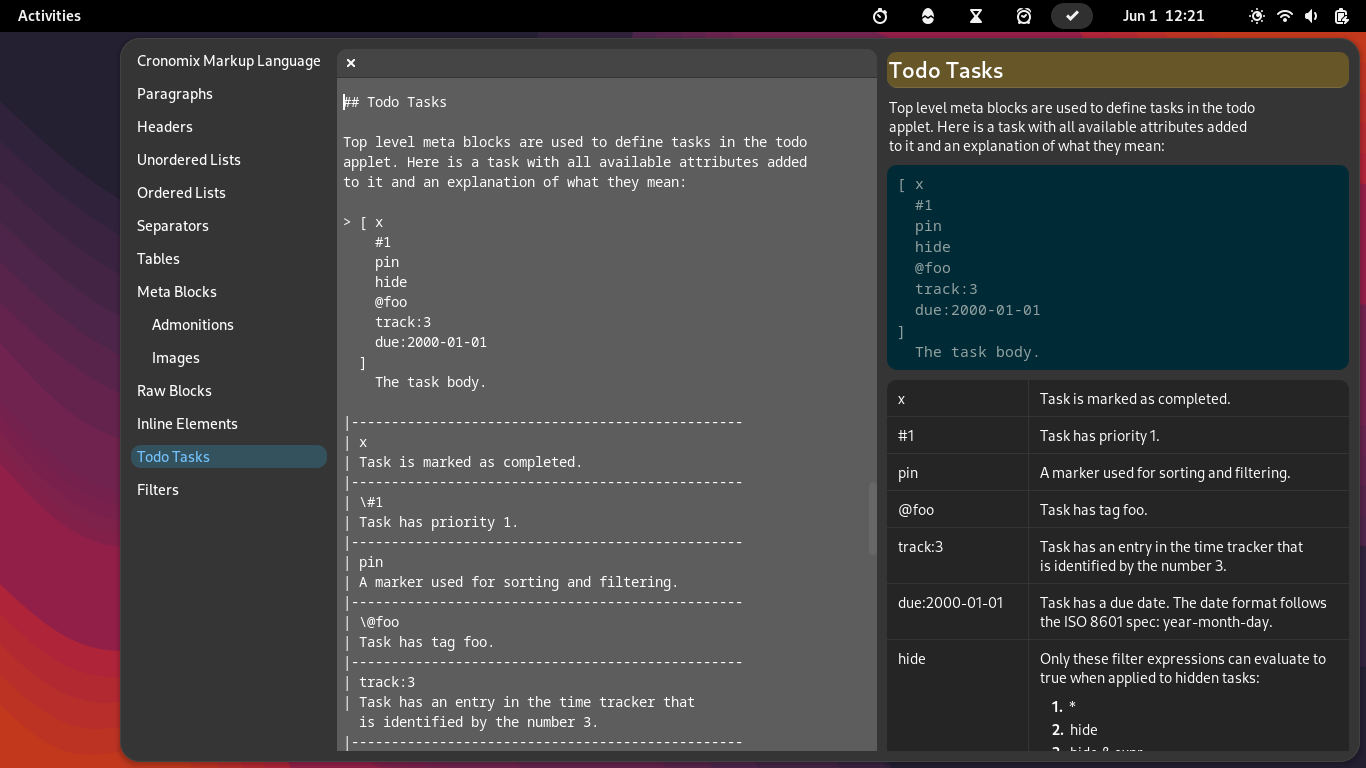 Activities
Jun 1 12:21
Cronomix Markup Language
Paragraphs
Headers
Unordered Lists
Ordered Lists
Separators
Tables
Meta Blocks
Admonitions
Images
Raw Blocks
Inline Elements
Todo Tasks
Filters
## Todo Tasks
Top level meta blocks are used to define tasks in the todo
applet. Here is a task with all available attributes added
to it and an explanation of what they mean:
> [ x
#1
pin
hide
@foo
track:3
due:2000-01-01
]
The task body.
|------------------------------------------------
| x
| Task is marked as completed.
|------------------------------------------------
| \#1
| Task has priority 1.
|------------------------------------------------
| pin
| A marker used for sorting and filtering.
|------------------------------------------------
| \@foo
| Task has tag foo.
|------------------------------------------------
| track:3
| Task has an entry in the time tracker that
is identified by the number 3.
|------------------------------------------------
Todo Tasks
Top level meta blocks are used to define tasks in the todo
applet. Here is a task with all available attributes added
to it and an explanation of what they mean:
[ x
#1
pin
hide
@foo
track:3
due:2000-01-01
]
The task body.
x Task is marked as completed.
#1 Task has priority 1.
pin A marker used for sorting and filtering.
@foo Task has tag foo.
track:3 Task has an entry in the time tracker that
is identified by the number 3.
due:2000-01-01 Task has a due date. The date format follows
the ISO 8601 spec: year-month-day.
hide Only these filter expressions can evaluate to
true when applied to hidden tasks:
1. *
2. hide
3. hide & expr